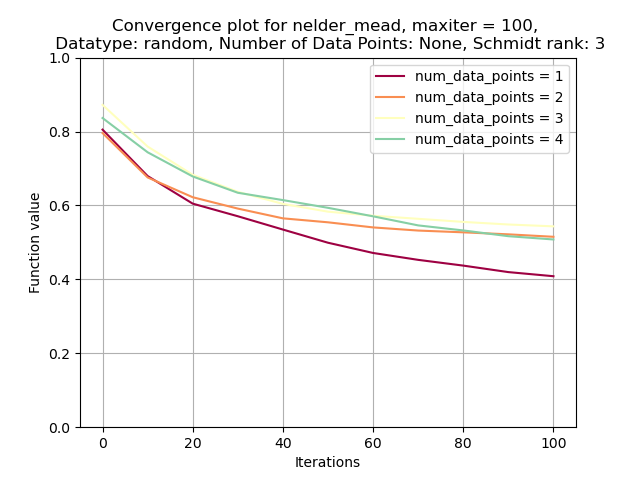 Convergence plot for nelder_mead, maxiter = 100,
Datatype: random, Number of Data Points: None, Schmidt rank: 3
num_data_points = 1
num_data_points = 2
num_data_points = 3
num_data_points = 4
Function value
1.0
0.8
0.6
0.4
0.2
0.0
0 20 40 60 80 100
Iterations